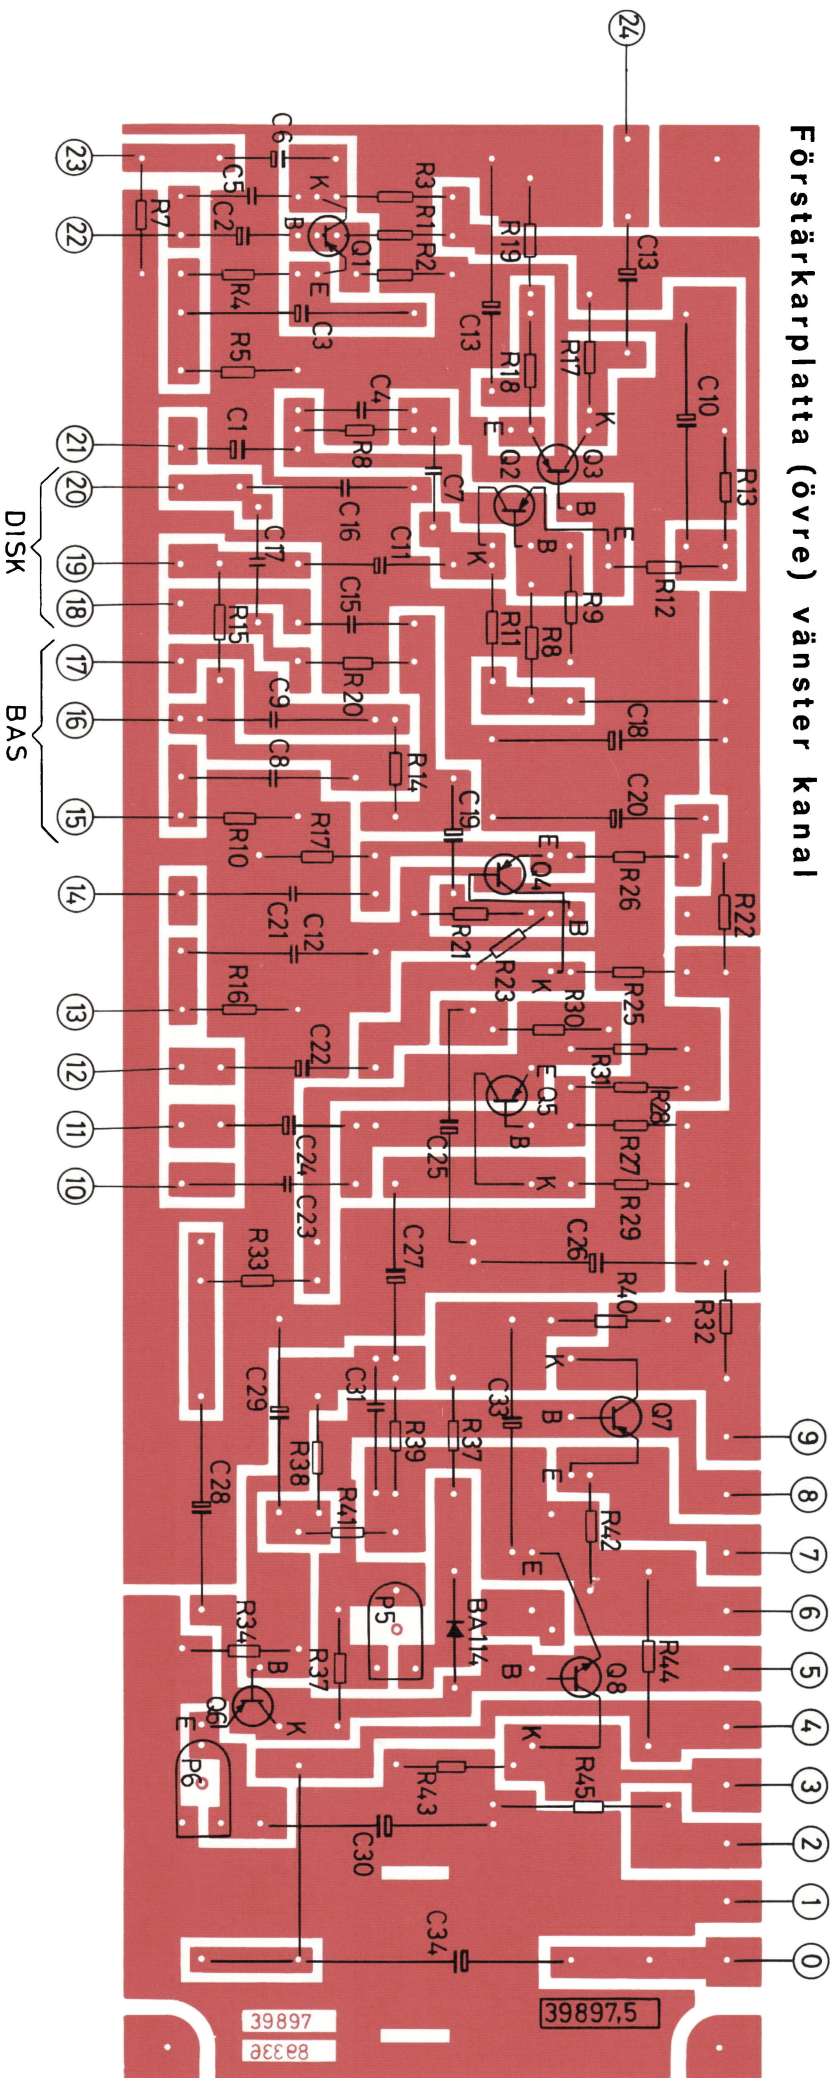 Förstärkarplatta (övre) vänster kanal
24
23
22
21
20
19
18
17
16
15
14
13
12
11
10
DISK
BAS
9
8
7
6
5
4
3
2
1
0
C6
C5
C2
R7
R4
R5
K
B
E
Q1
C3
R3
R1
R2
R19
C13
C13
R18
R17
C10
R13
K
E
Q3
B
Q2
K
B
E
C4
R8
C7
C1
C16
C17
C11
C15
R15
R20
R11
R8
R9
R12
C9
C8
R14
C18
C20
C19
R10
R17
E
Q4
B
K
R26
R22
C21
C12
R21
R23
R16
R30
R25
R31
R28
R27
R29
C22
C24
C23
C25
E
Q5
B
K
C26
R33
C27
R40
R32
C29
C31
R39
R37
C33
K
B
E
Q7
C28
R38
R41
R42
E
P5
BA114
B
Q8
K
R44
R34
R37
B
Q6
E
K
P6
R43
R45
C30
C34
39897,5
39897
89336